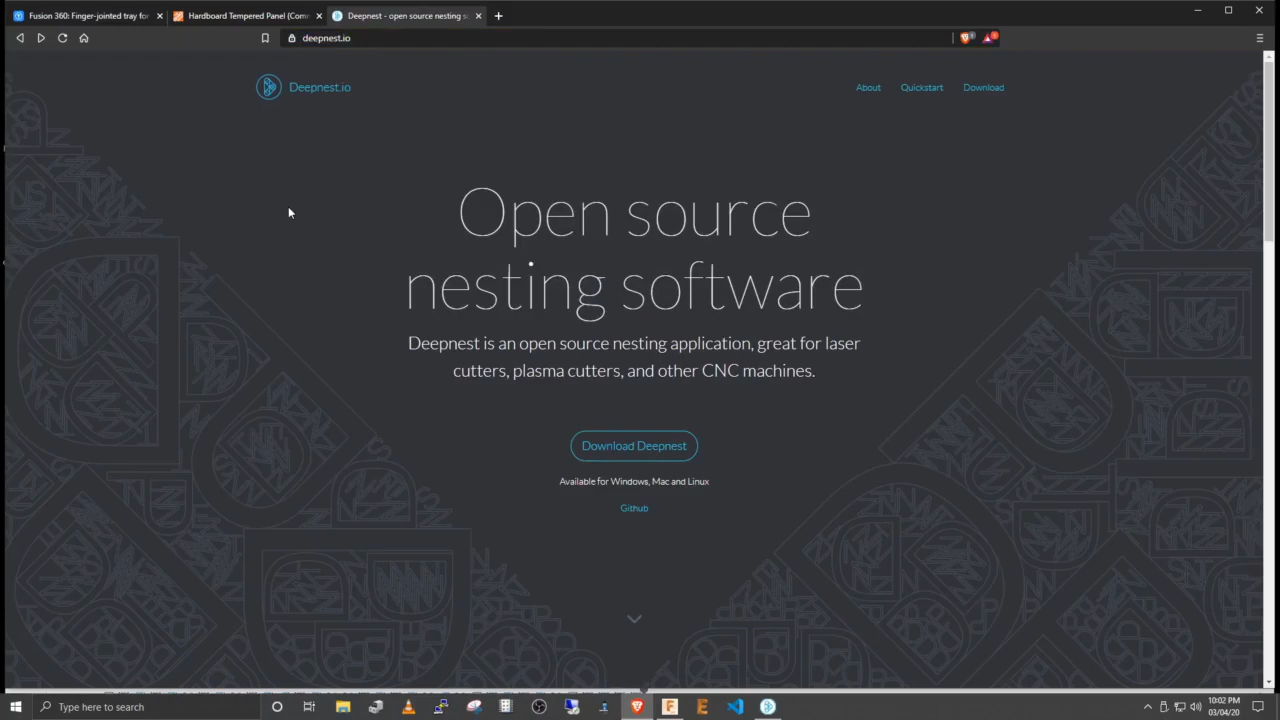 Fusion 360: Finger-jointed tray for
Hardboard Tempered Panel (Comm
Deepnest - open source nesting so
deepnest.io
Deepnest.io
About
Quickstart
Download
Open source
nesting software
Deepnest is an open source nesting application, great for laser
cutters, plasma cutters, and other CNC machines.
Download Deepnest
Available for Windows, Mac and Linux
Github
Type here to search
10:02 PM
03/04/20